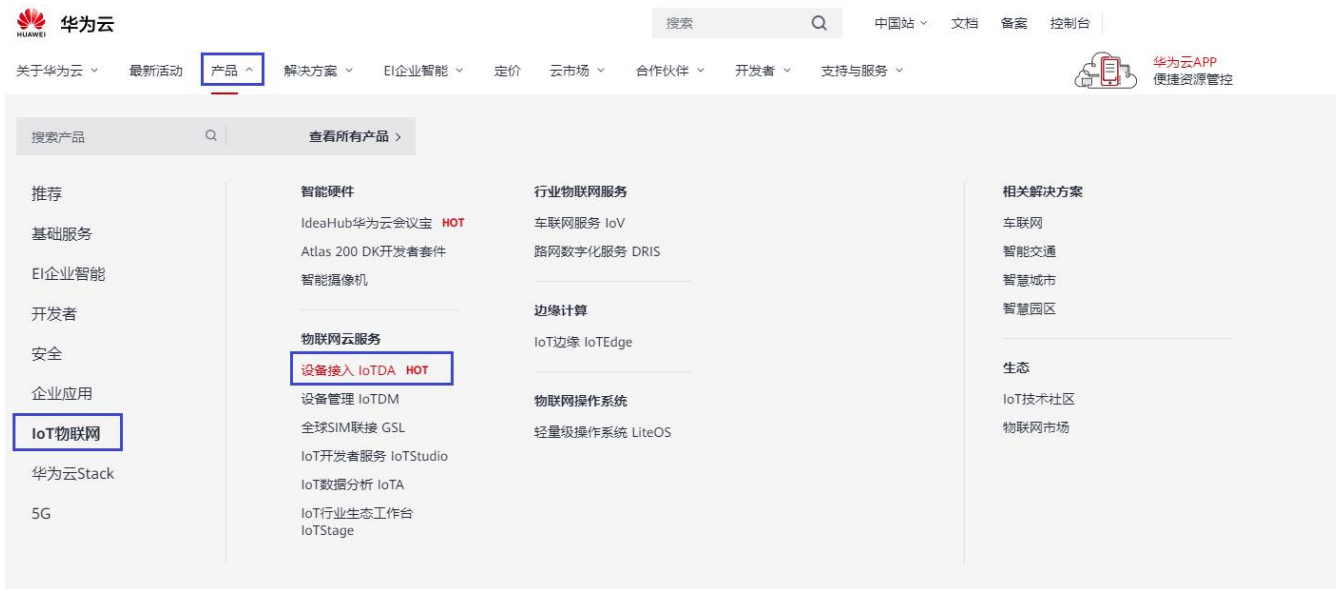 HUAWEI
华为云
搜索
中国站
文档
备案
控制台
关于华为云
最新活动
产品
解决方案
EI企业智能
定价
云市场
合作伙伴
开发者
支持与服务
华为云APP
便捷资源管控
搜索产品
查看所有产品
推荐
基础服务
EI企业智能
开发者
安全
企业应用
IoT物联网
华为云Stack
5G
智能硬件
IdeaHub华为云会议宝 HOT
Atlas 200 DK开发者套件
智能摄像机
物联网云服务
设备接入 IoTDA HOT
设备管理 IoTDM
全球SIM联接 GSL
IoT开发者服务 IoTStudio
IoT数据分析 IoTA
IoT行业生态工作台
IoTStage
行业物联网服务
车联网服务 IoV
路网数字化服务 DRIS
边缘计算
IoT边缘 IoTEdge
物联网操作系统
轻量级操作系统 LiteOS
相关解决方案
车联网
智能交通
智慧城市
智慧园区
生态
IoT技术社区
物联网市场